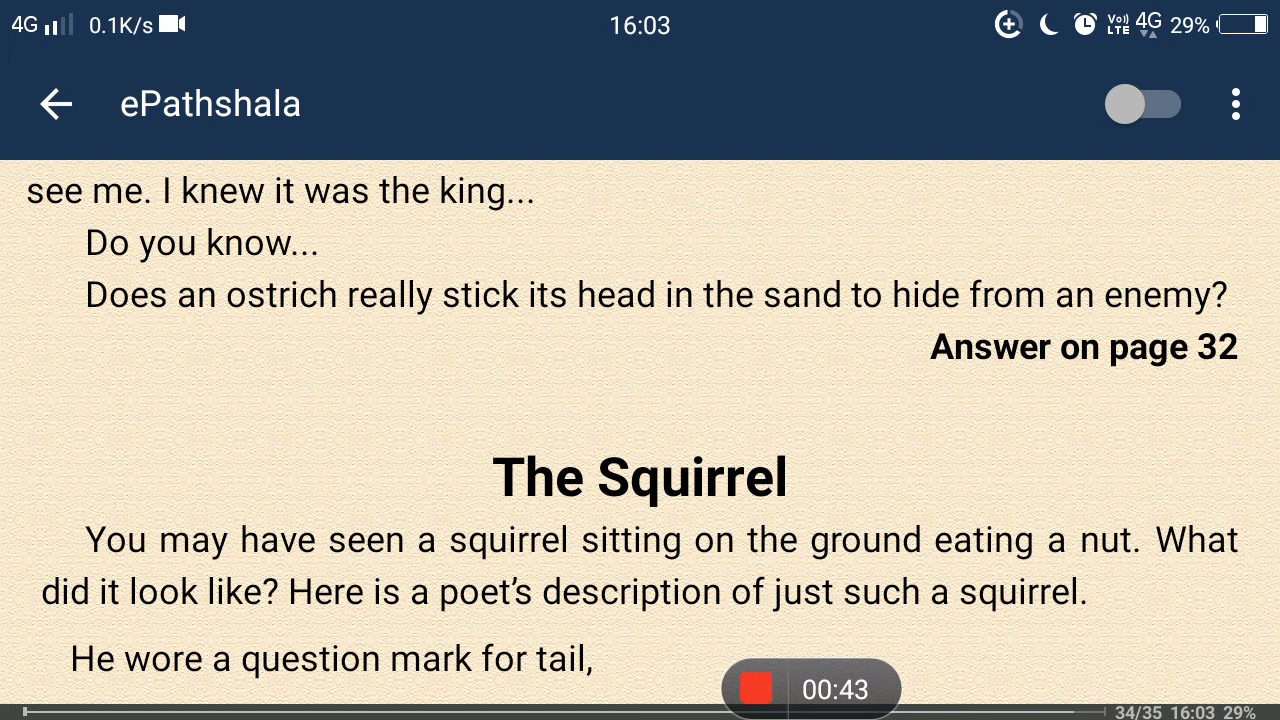 4G 0.1K/s 16:03 Vo)) LTE 4G 29%
ePathshala
see me. I knew it was the king...
Do you know...
Does an ostrich really stick its head in the sand to hide from an enemy?
Answer on page 32
The Squirrel
You may have seen a squirrel sitting on the ground eating a nut. What
did it look like? Here is a poet’s description of just such a squirrel.
He wore a question mark for tail,
00:43
34/35 16:03 29%